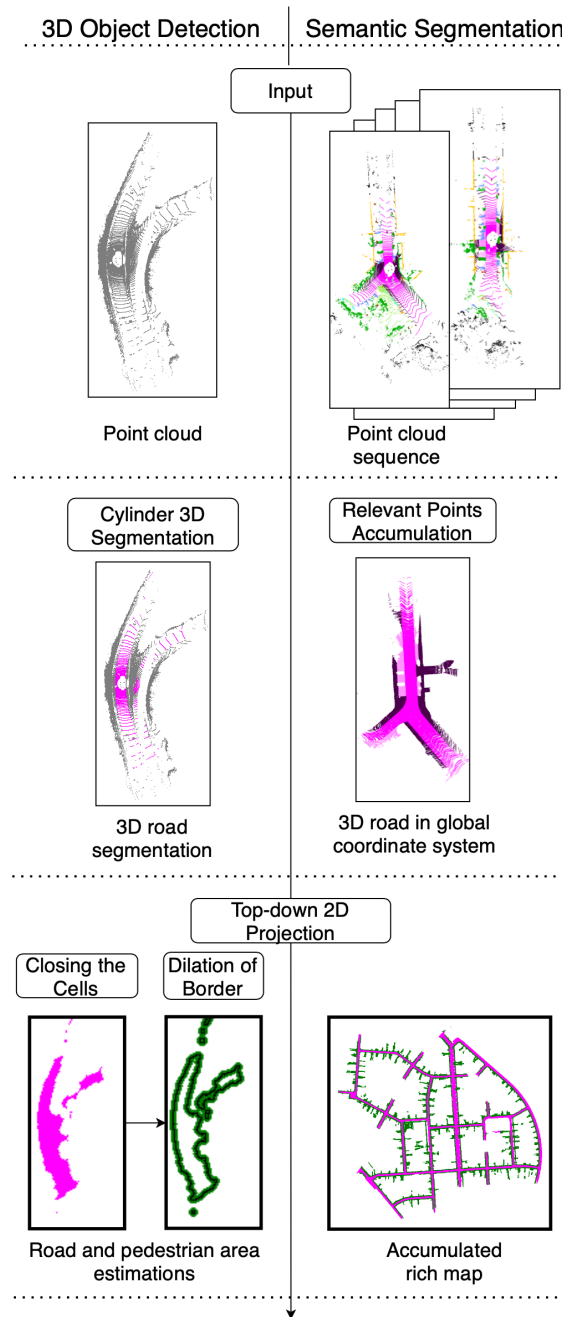 3D Object Detection
Semantic Segmentation
Input
Point cloud
Point cloud
sequence
Cylinder 3D
Segmentation
Relevant Points
Accumulation
3D road
segmentation
3D road in global
coordinate system
Top-down 2D
Projection
Closing the
Cells
Dilation of
Border
Road and pedestrian area
estimations
Accumulated
rich map